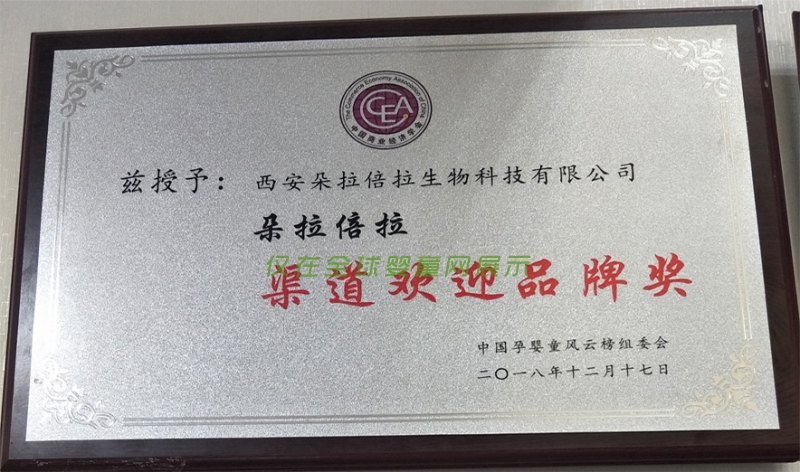 The Commerce Economy Association of China
CCEA
中国商业经济学会
兹授予：西安朵拉倍拉生物科技有限公司
朵拉倍拉
仅在全球婴童网展示
渠道欢迎品牌奖
中国孕婴童风云榜组委会
二〇一八年十二月十七日